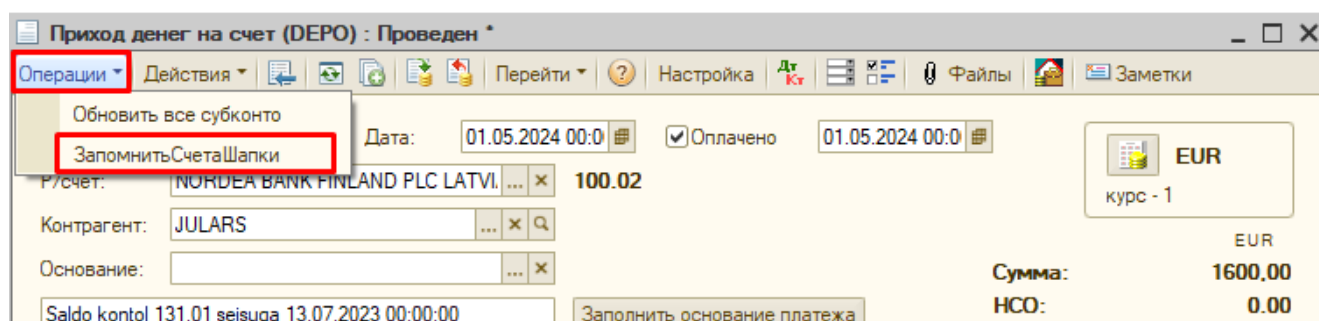 Приход денег на счет (DEPO) : Проведен *
Операции Действия Перейти Настройка Дт Кт Файлы Заметки
Обновить все субконто
ЗапомнитьСчетаШапки
Дата: 01.05.2024 00:0 Оплачено 01.05.2024 00:0
EUR
Р/счет: NORDEA BANK FINLAND PLC LATVI. ... × 100.02
курс - 1
Контрагент: JULARS ... ×
EUR
Основание: ... ×
Сумма: 1600,00
Saldo kontol 131.01 seisuga 13.07.2023 00:00:00 Заполнить основание платежа
НСО: 0.00